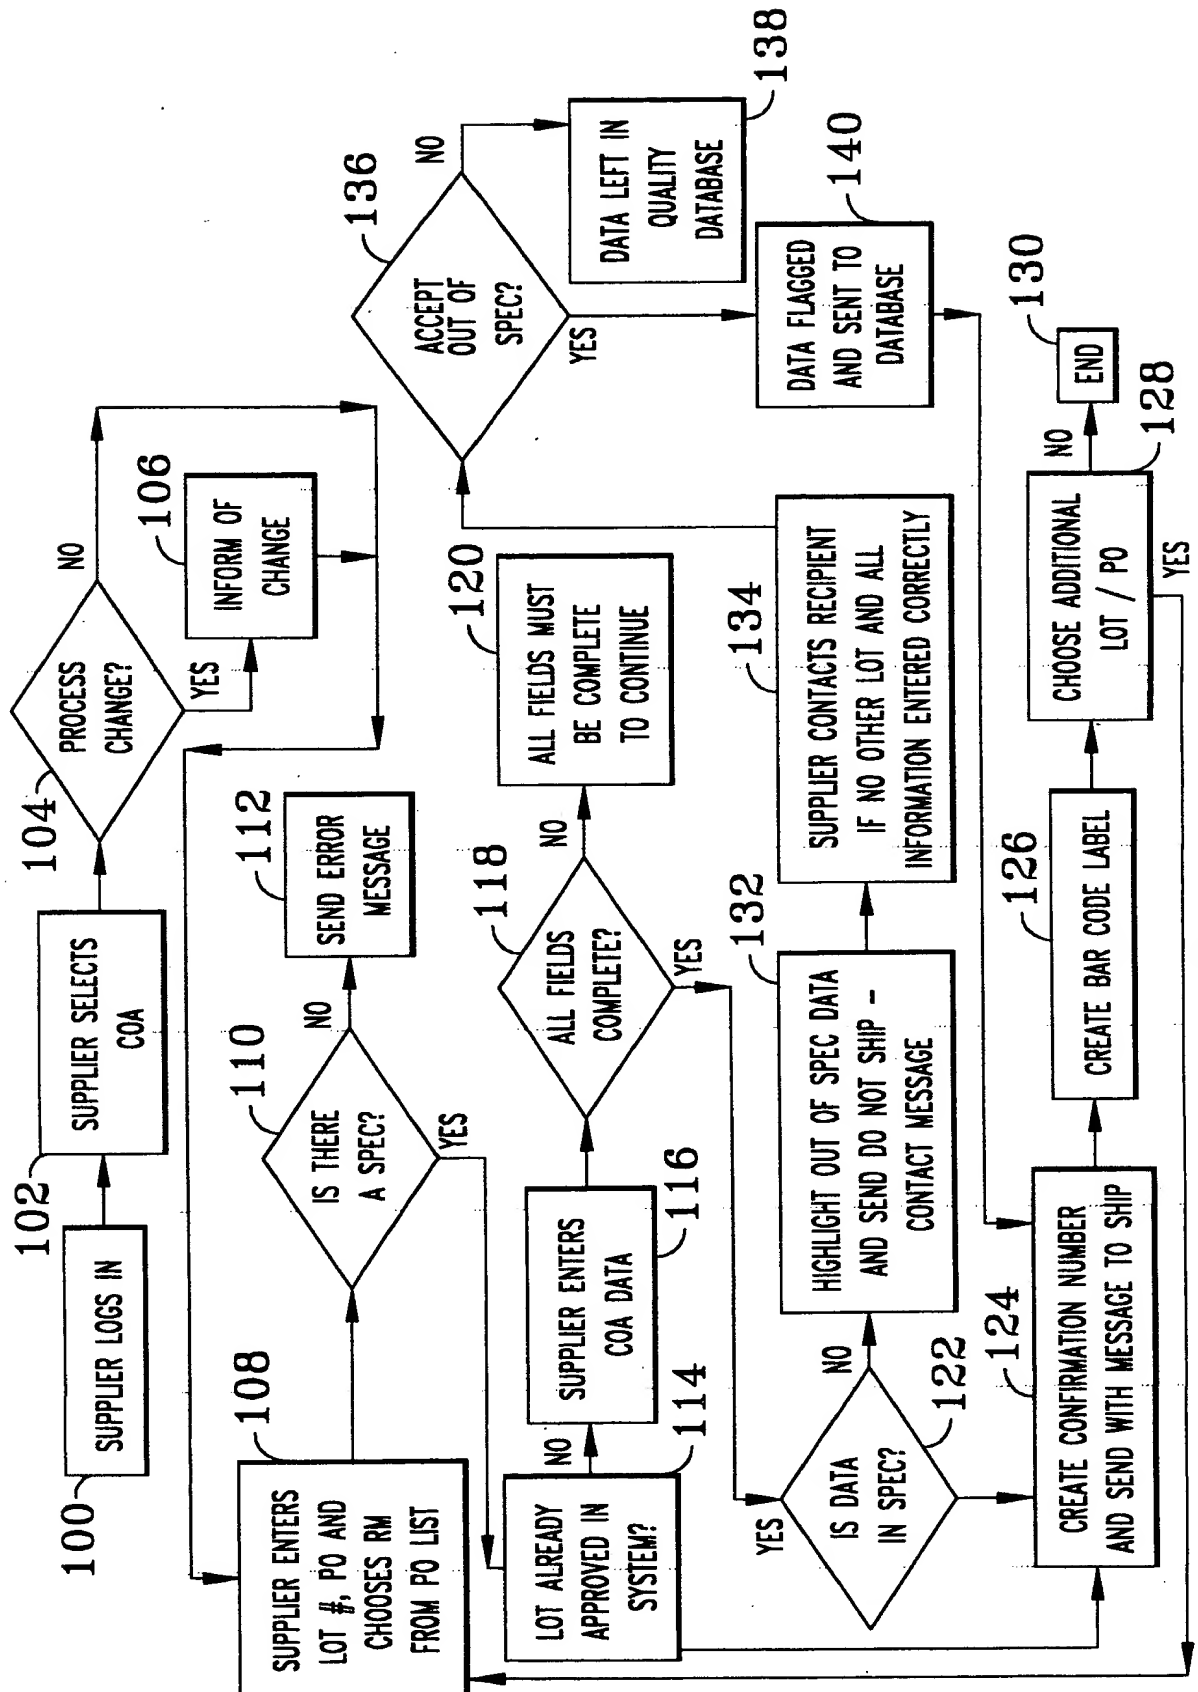 100
SUPPLIER LOGS IN
102
SUPPLIER SELECTS
COA
104
PROCESS
CHANGE?
NO
YES
106
INFORM OF
CHANGE
108
SUPPLIER ENTERS
LOT #, PO AND
CHOOSES RM
FROM PO LIST
110
IS THERE
A SPEC?
NO
YES
112
SEND ERROR
MESSAGE
114
LOT ALREADY
APPROVED IN
SYSTEM?
NO
116
SUPPLIER ENTERS
COA DATA
118
ALL FIELDS
COMPLETE?
NO
YES
120
ALL FIELDS MUST
BE COMPLETE
TO CONTINUE
122
IS DATA
IN SPEC?
YES
NO
132
HIGHLIGHT OUT OF SPEC DATA
AND SEND DO NOT SHIP –
CONTACT MESSAGE
134
SUPPLIER CONTACTS RECIPIENT
IF NO OTHER LOT AND ALL
INFORMATION ENTERED CORRECTLY
136
ACCEPT
OUT OF
SPEC?
NO
YES
138
DATA LEFT IN
QUALITY
DATABASE
140
DATA FLAGGED
AND SENT TO
DATABASE
124
CREATE CONFIRMATION NUMBER
AND SEND WITH MESSAGE TO SHIP
126
CREATE BAR CODE LABEL
128
CHOOSE ADDITIONAL
LOT / PO
NO
YES
130
END